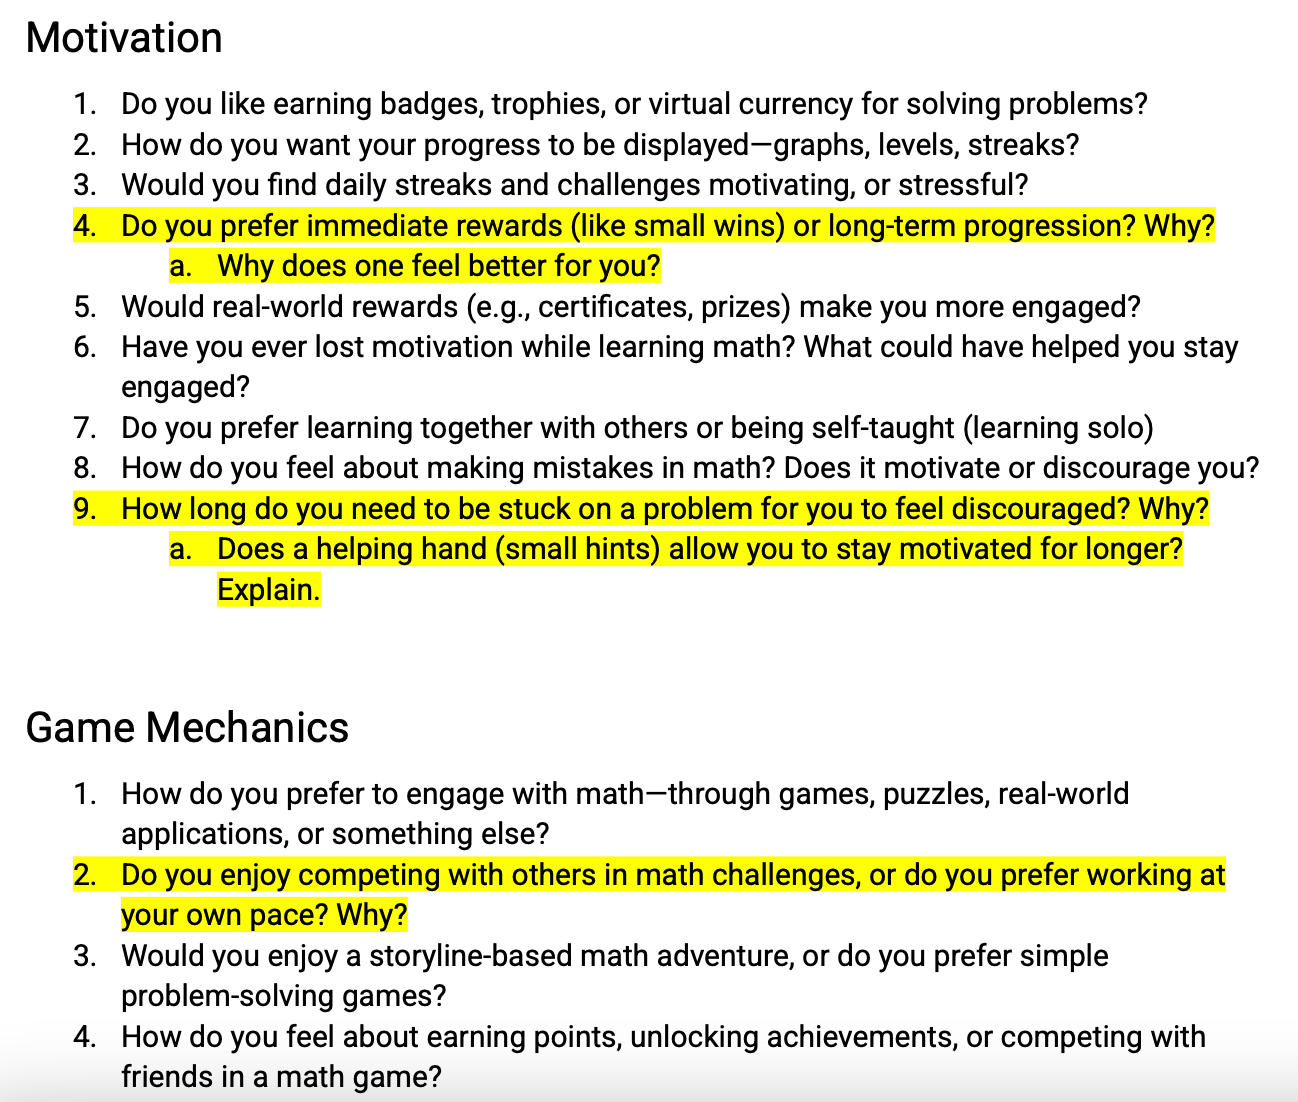 Motivation
1. Do you like earning badges, trophies, or virtual currency for solving problems?
2. How do you want your progress to be displayed—graphs, levels, streaks?
3. Would you find daily streaks and challenges motivating, or stressful?
4. Do you prefer immediate rewards (like small wins) or long-term progression? Why?
a. Why does one feel better for you?
5. Would real-world rewards (e.g., certificates, prizes) make you more engaged?
6. Have you ever lost motivation while learning math? What could have helped you stay
engaged?
7. Do you prefer learning together with others or being self-taught (learning solo)
8. How do you feel about making mistakes in math? Does it motivate or discourage you?
9. How long do you need to be stuck on a problem for you to feel discouraged? Why?
a. Does a helping hand (small hints) allow you to stay motivated for longer?
Explain.
Game Mechanics
1. How do you prefer to engage with math—through games, puzzles, real-world
applications, or something else?
2. Do you enjoy competing with others in math challenges, or do you prefer working at
your own pace? Why?
3. Would you enjoy a storyline-based math adventure, or do you prefer simple
problem-solving games?
4. How do you feel about earning points, unlocking achievements, or competing with
friends in a math game?